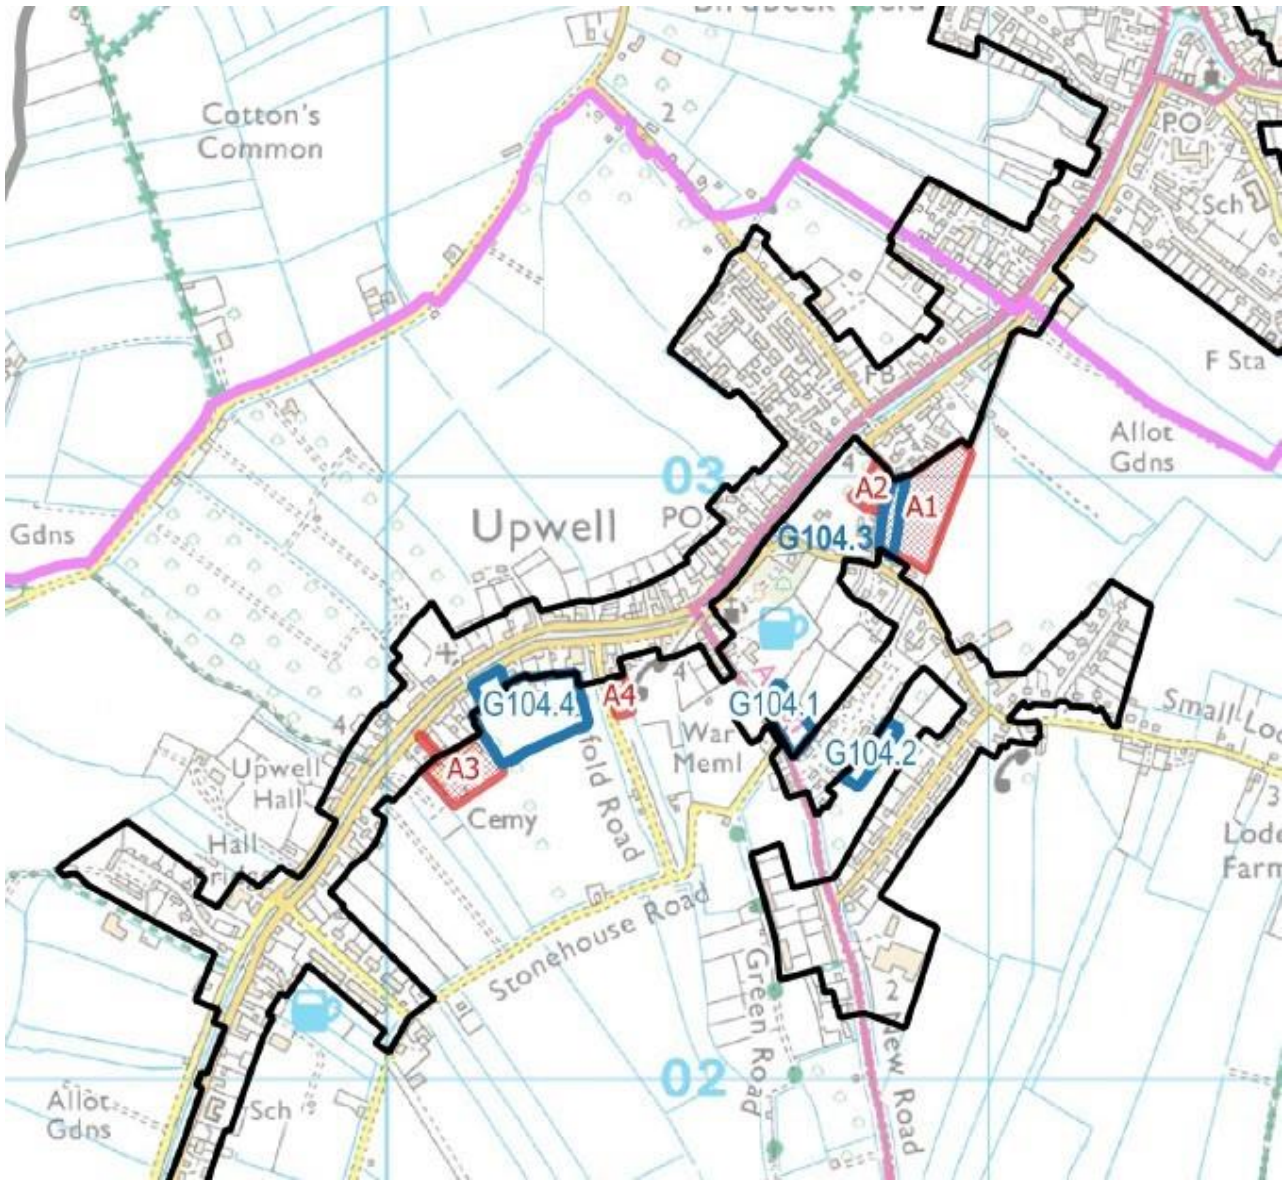 Cotton's
Common
2
PO
Sch
F Sta
FB
Allot
Gdns
03
4
A2
A1
Gdns
Upwell
PO
G104.3
A4
4
G104.4
G104.1
Small
4
War
Meml
G104.2
A3
Upwell
Hall
Cemy
fold Road
3
Hall
Farm
Stonehouse Road
Green Road
2
New Road
02
Allot
Gdns
Sch